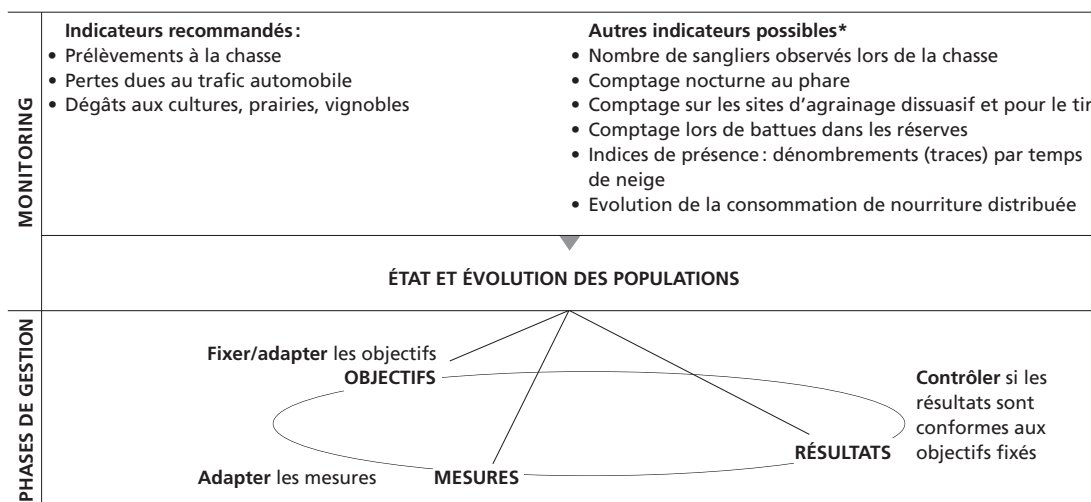 MONITORING
Indicateurs recommandés :
• Prélèvements à la chasse
• Pertes dues au trafic automobile
• Dégâts aux cultures, prairies, vignobles
Autres indicateurs possibles*
• Nombre de sangliers observés lors de la chasse
• Comptage nocturne au phare
• Comptage sur les sites d’agrainage dissuasif et pour le tir
• Comptage lors de battues dans les réserves
• Indices de présence : dénombrements (traces) par temps
de neige
• Evolution de la consommation de nourriture distribuée
ÉTAT ET ÉVOLUTION DES POPULATIONS
PHASES DE GESTION
Fixer/adapter les objectifs
OBJECTIFS
Contrôler si les
résultats sont
conformes aux
objectifs fixés
RÉSULTATS
Adapter les mesures
MESURES